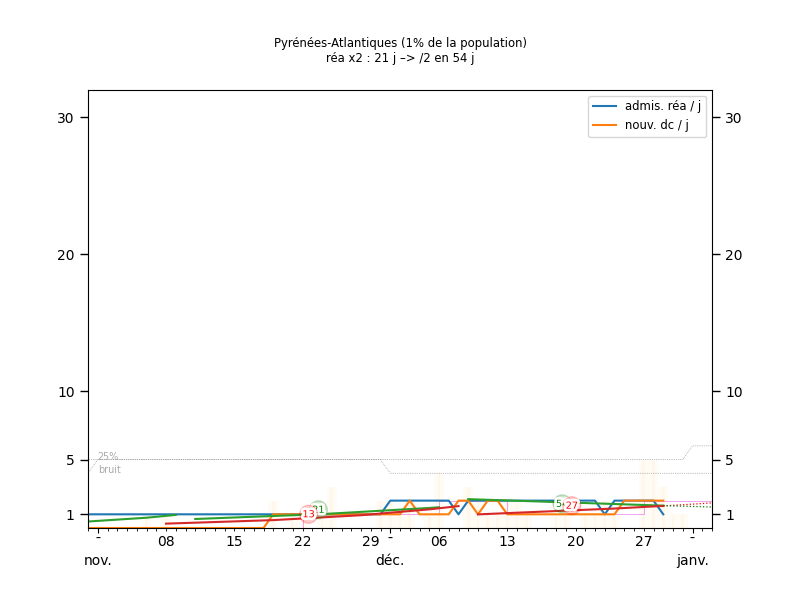 Pyrénées-Atlantiques (1% de la population)
réa x2 : 21 j –> /2 en 54 j
admis. réa / j
nouv. dc / j
30 30
20 20
10 10
5 5
1 1
25%
bruit
13
27
- 08 15 22 29 - 06 13 20 27 -
nov. déc. janv.